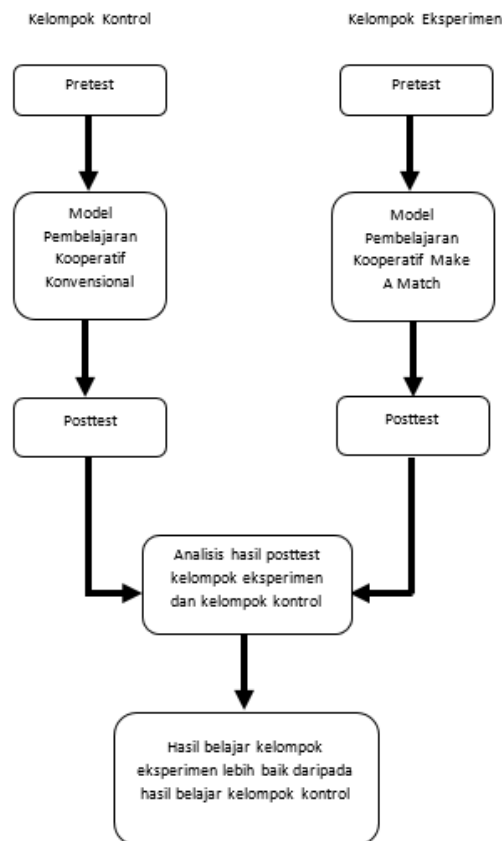 Kelompok Kontrol
Kelompok Eksperimen
Pretest
Pretest
Model
Pembelajaran
Kooperatif
Konvensional
Model
Pembelajaran
Kooperatif Make
A Match
Posttest
Posttest
Analisis hasil posttest
kelompok eksperimen
dan kelompok kontrol
Hasil belajar kelompok
eksperimen lebih baik daripada
hasil belajar kelompok kontrol